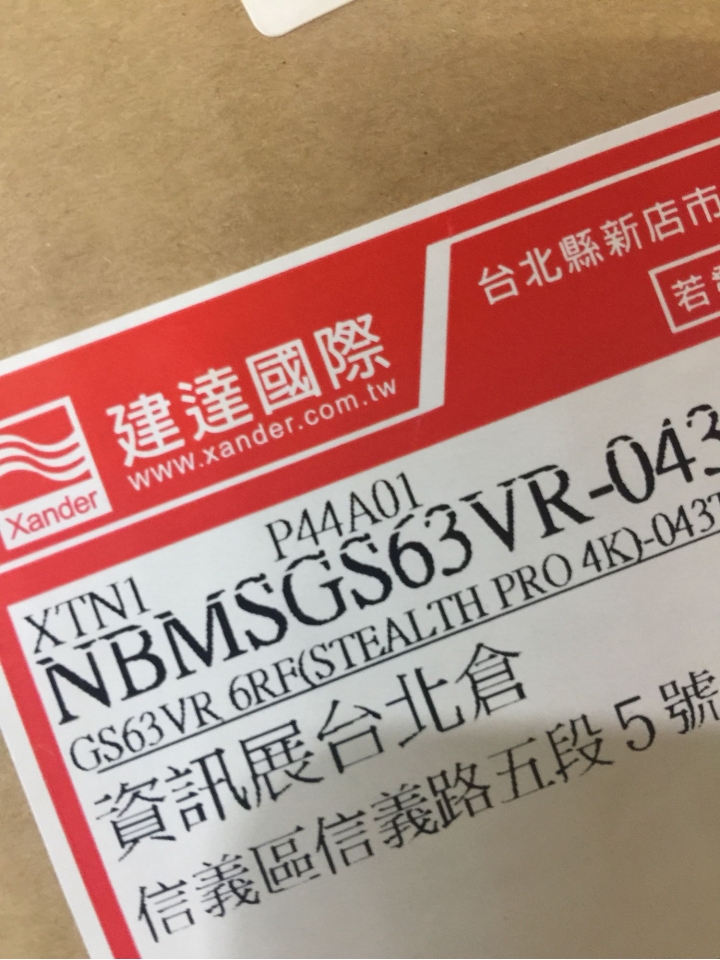 台北縣新店市
若
建達國際
www.xander.com.tw
Xander
P44A01
XTN1
NBMSGS63VR-043
GS63VR 6RF(STEALTH PRO 4K)-043
資訊展台北倉
信義區信義路五段5號